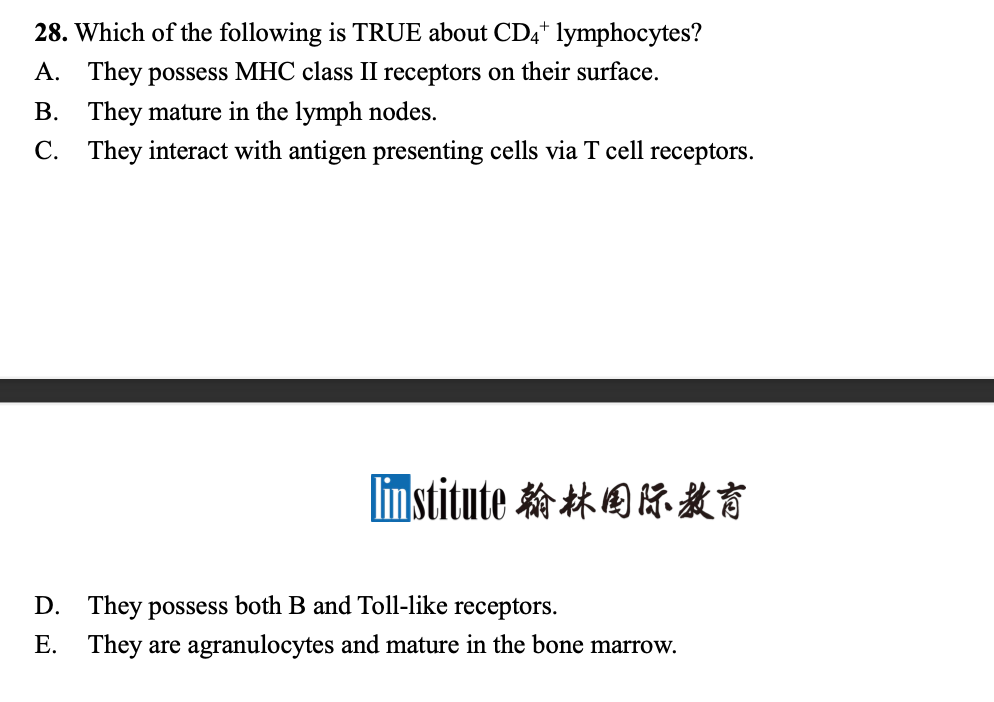 28. Which of the following is TRUE about CD₄⁺ lymphocytes?
A. They possess MHC class II receptors on their surface.
B. They mature in the lymph nodes.
C. They interact with antigen presenting cells via T cell receptors.
linstitute 翰林国际教育
D. They possess both B and Toll-like receptors.
E. They are agranulocytes and mature in the bone marrow.